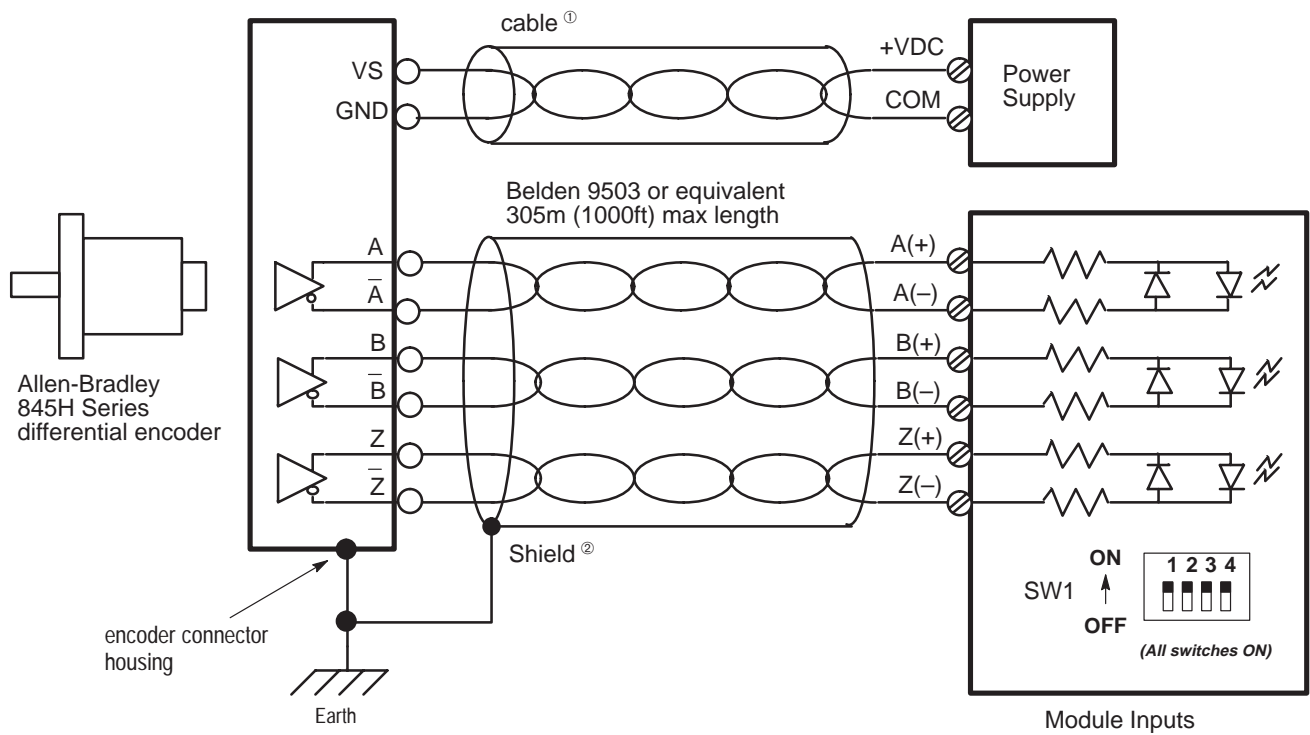 cable ①
VS
GND
+VDC
COM
Power
Supply
Belden 9503 or equivalent
305m (1000ft) max length
A
A̅
B
B̅
Z
Z̅
A(+)
A(–)
B(+)
B(–)
Z(+)
Z(–)
Allen-Bradley
845H Series
differential encoder
Shield ②
encoder connector
housing
Earth
SW1
ON
OFF
1 2 3 4
(All switches ON)
Module Inputs